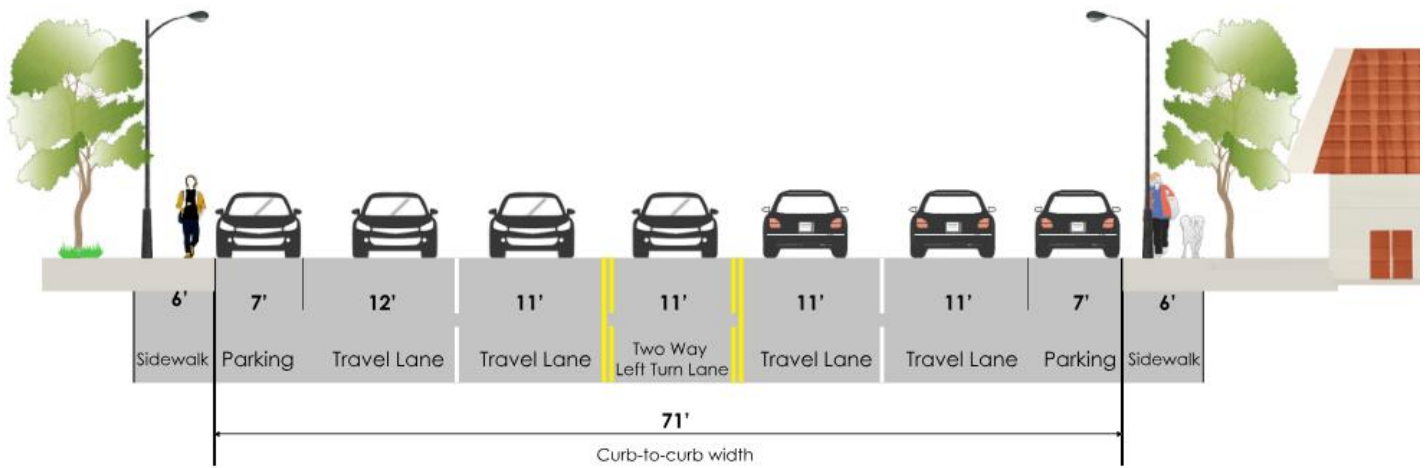 6’ 7’ 12’ 11’ 11’ 11’ 11’ 7’ 6’
Sidewalk Parking Travel Lane Travel Lane Two Way Left Turn Lane Travel Lane Travel Lane Parking Sidewalk
71’
Curb-to-curb width